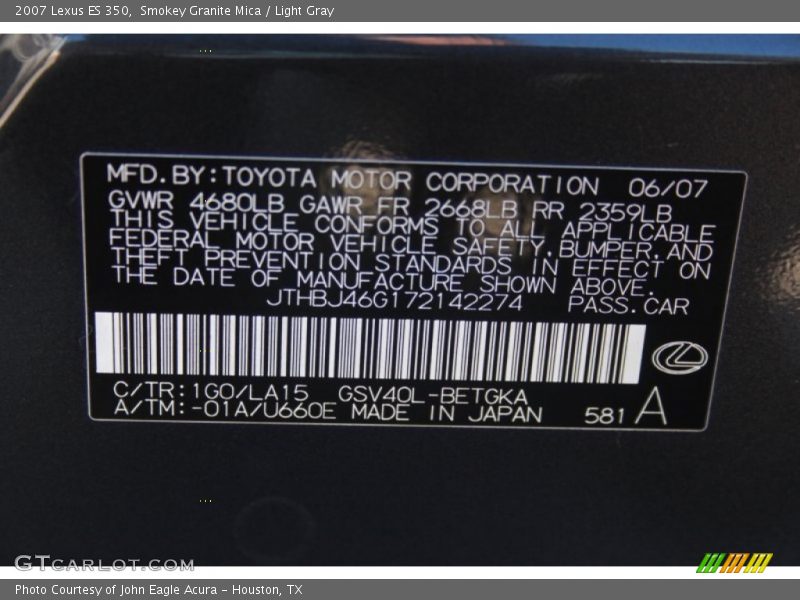 2007 Lexus ES 350, Smokey Granite Mica / Light Gray
MFD.BY:TOYOTA MOTOR CORPORATION 06/07
GVWR 4680LB GAWR FR 2668LB RR 2359LB
THIS VEHICLE CONFORMS TO ALL APPLICABLE
FEDERAL MOTOR VEHICLE SAFETY,BUMPER,AND
THEFT PREVENTION STANDARDS IN EFFECT ON
THE DATE OF MANUFACTURE SHOWN ABOVE.
JTHBJ46G172142274 PASS.CAR
C/TR:1G0/LA15 GSV40L-BETGKA
A/TM:-01A/U660E MADE IN JAPAN 581 A
GTCARLOT.COM
Photo Courtesy of John Eagle Acura - Houston, TX